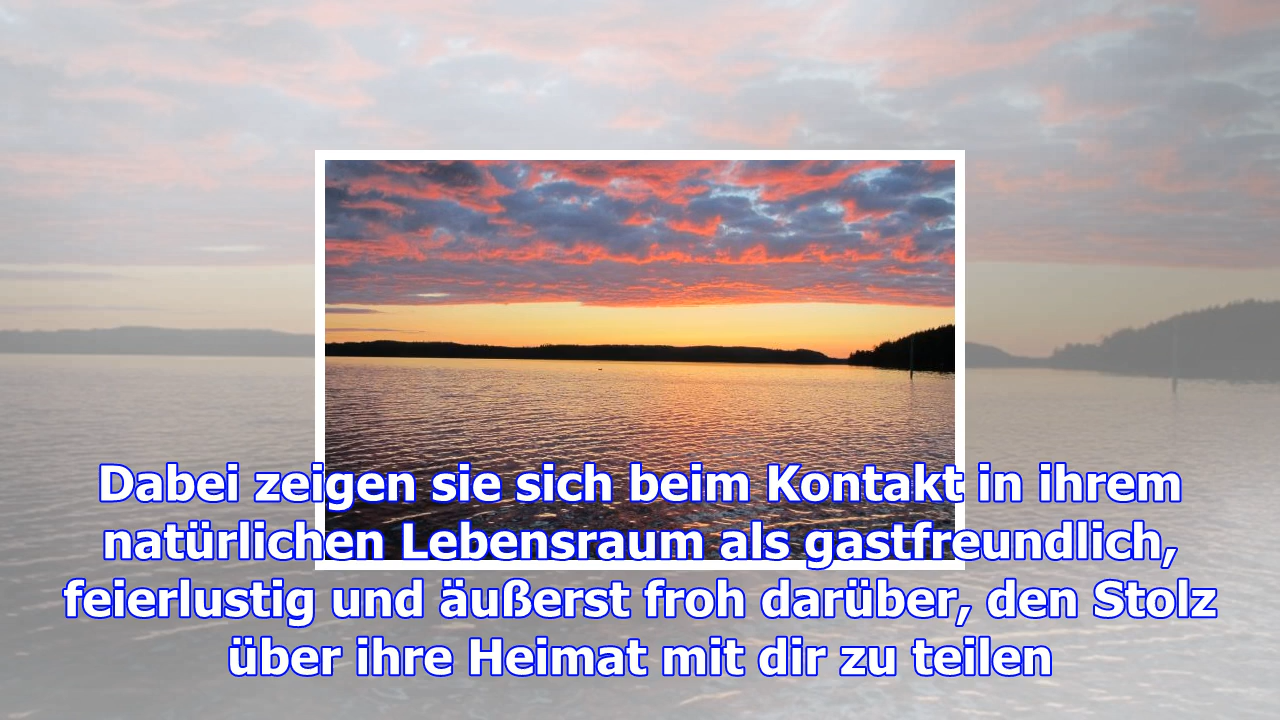 Dabei zeigen sie sich beim Kontakt in ihrem
natürlichen Lebensraum als gastfreundlich,
feierlustig und äußerst froh darüber, den Stolz
über ihre Heimat mit dir zu teilen